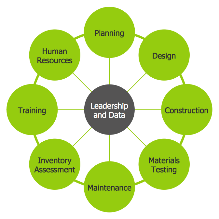 Planning
Human
Resources
Design
Training
Leadership
and Data
Construction
Inventory
Assessment
Materials
Testing
Maintenance